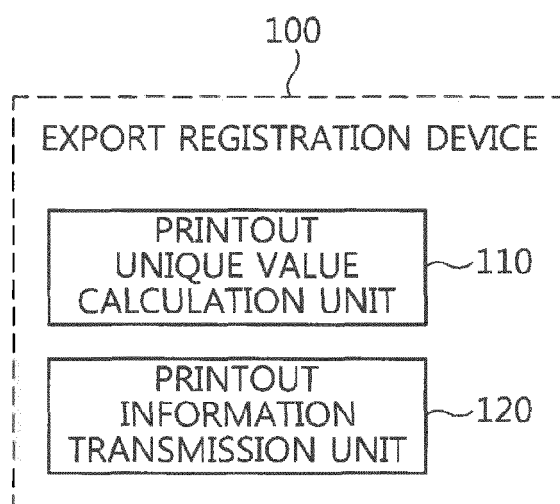 100
EXPORT REGISTRATION DEVICE
PRINTOUT
UNIQUE VALUE
CALCULATION UNIT
110
PRINTOUT
INFORMATION
TRANSMISSION UNIT
120